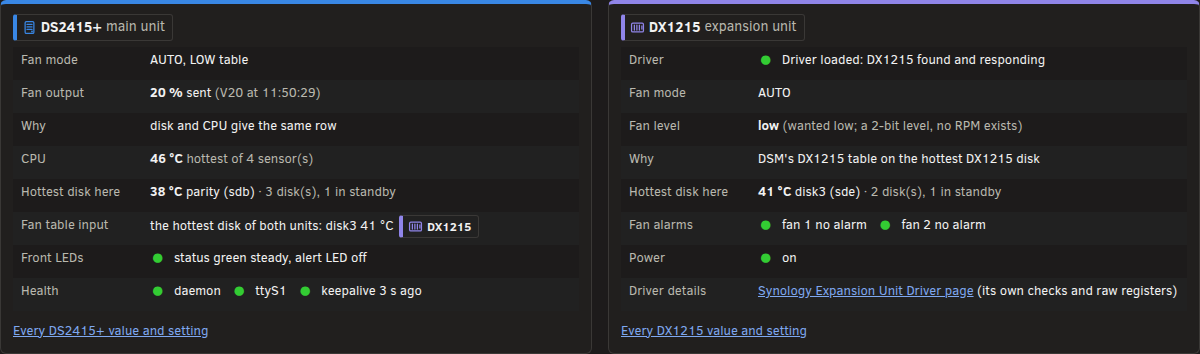 DS2415+ main unit
Fan mode AUTO, LOW table
Fan output 20 % sent (V20 at 11:50:29)
Why disk and CPU give the same row
CPU 46 °C hottest of 4 sensor(s)
Hottest disk here 38 °C parity (sdb) · 3 disk(s), 1 in standby
Fan table input the hottest disk of both units: disk3 41 °C DX1215
Front LEDs status green steady, alert LED off
Health daemon ttyS1 keepalive 3 s ago
Every DS2415+ value and setting
DX1215 expansion unit
Driver Driver loaded: DX1215 found and responding
Fan mode AUTO
Fan level low (wanted low; a 2-bit level, no RPM exists)
Why DSM's DX1215 table on the hottest DX1215 disk
Hottest disk here 41 °C disk3 (sde) · 2 disk(s), 1 in standby
Fan alarms fan 1 no alarm fan 2 no alarm
Power on
Driver details Synology Expansion Unit Driver page (its own checks and raw registers)
Every DX1215 value and setting